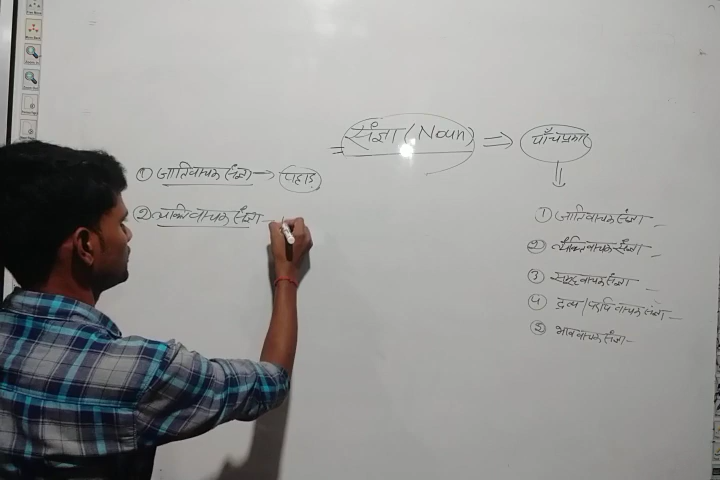 संज्ञा (Noun) ⇒ पाँच प्रकार
① जातिवाचक संज्ञा → पहाड़
② व्यक्तिवाचक संज्ञा
① जातिवाचक संज्ञा
② व्यक्तिवाचक संज्ञा
③ समूहवाचक संज्ञा
④ द्रव्य/पदार्थ वाचक संज्ञा
⑤ भाववाचक संज्ञा